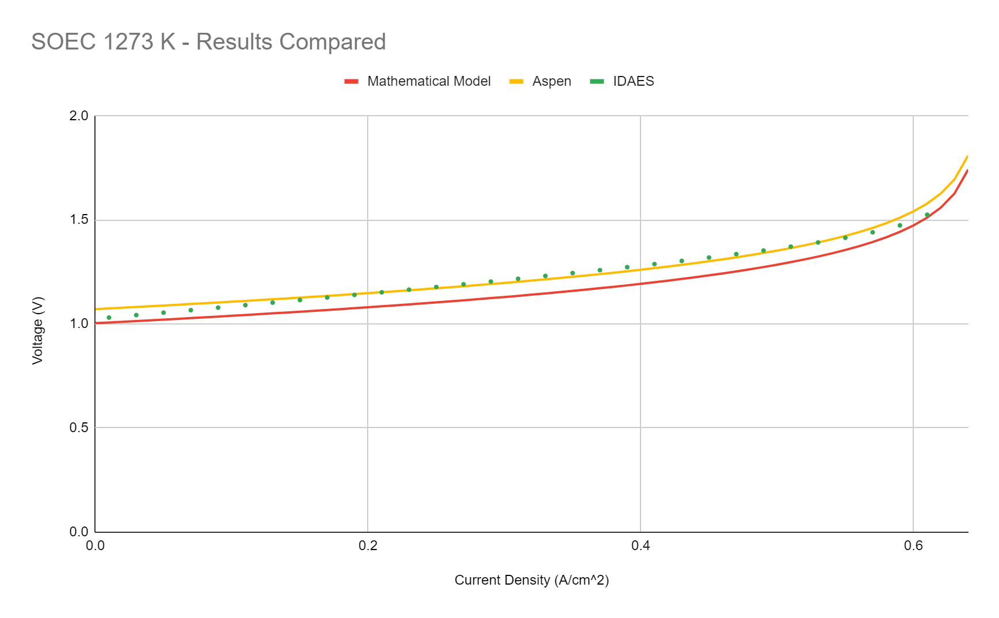 SOEC 1273 K - Results Compared
Mathematical Model Aspen IDAES
2.0
1.5
1.0
0.5
0.0
Voltage (V)
0.0 0.2 0.4 0.6
Current Density (A/cm^2)